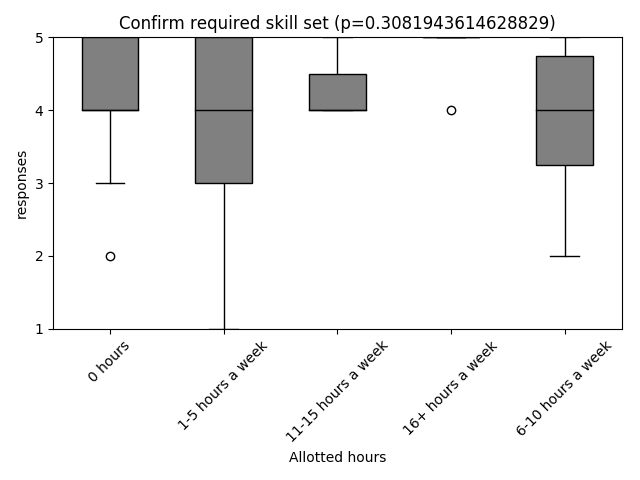 Confirm required skill set (p=0.3081943614628829)
responses
5
4
3
2
1
0 hours
1-5 hours a week
11-15 hours a week
16+ hours a week
6-10 hours a week
Allotted hours